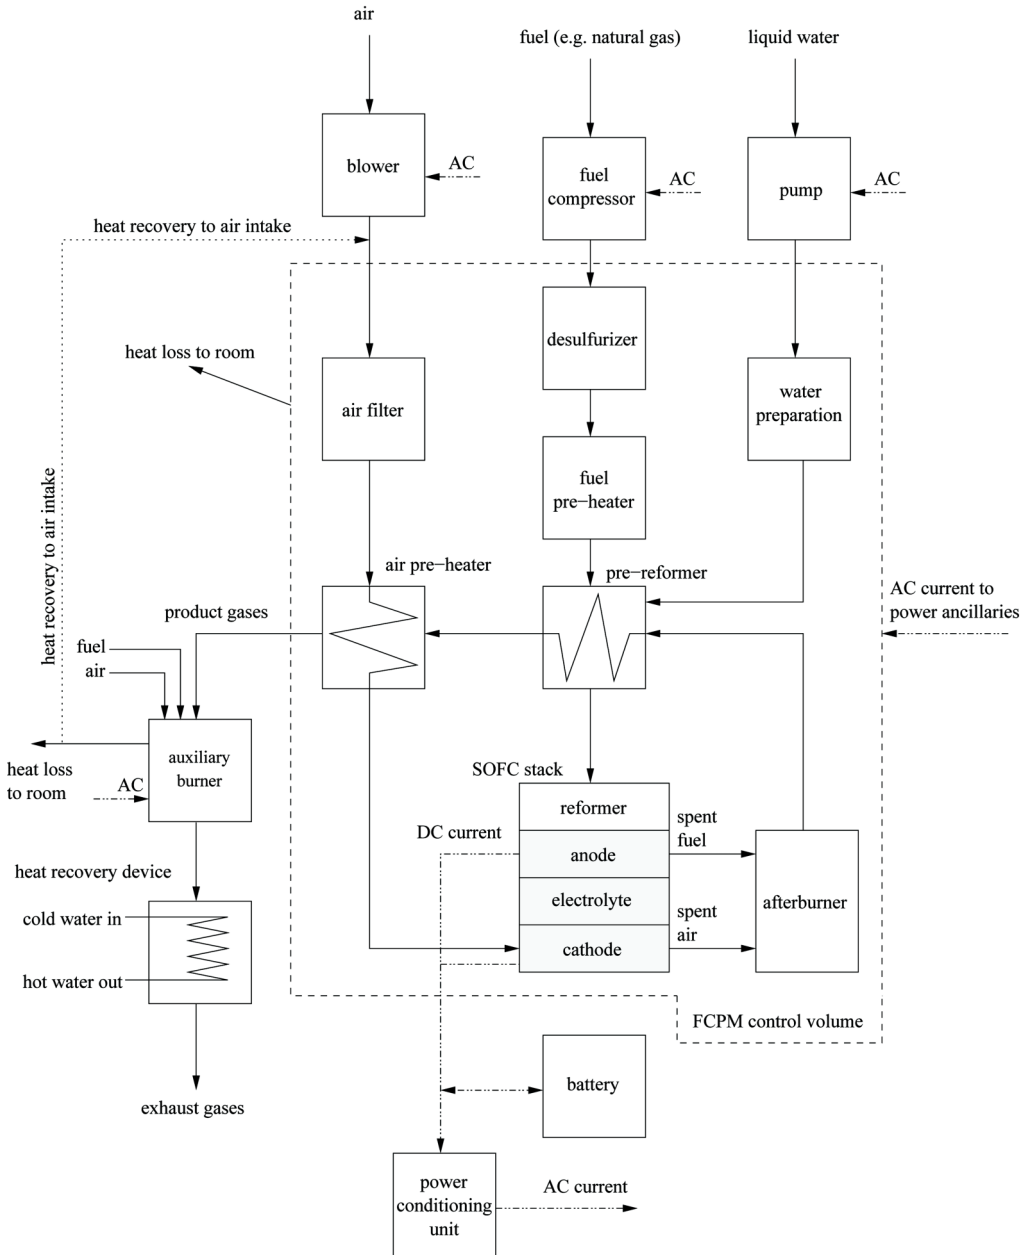 air
fuel (e.g. natural gas)
liquid water
blower
AC
fuel
compressor
AC
pump
AC
heat recovery to air intake
desulfurizer
heat loss to room
air filter
water
preparation
fuel
pre−heater
heat recovery to air intake
air pre−heater
pre−reformer
AC current to
power ancillaries
product gases
fuel
air
auxiliary
burner
heat loss
to room
AC
SOFC stack
reformer
DC current
anode
spent
fuel
electrolyte
afterburner
spent
air
cathode
heat recovery device
cold water in
hot water out
FCPM control volume
battery
exhaust gases
power
conditioning
unit
AC current